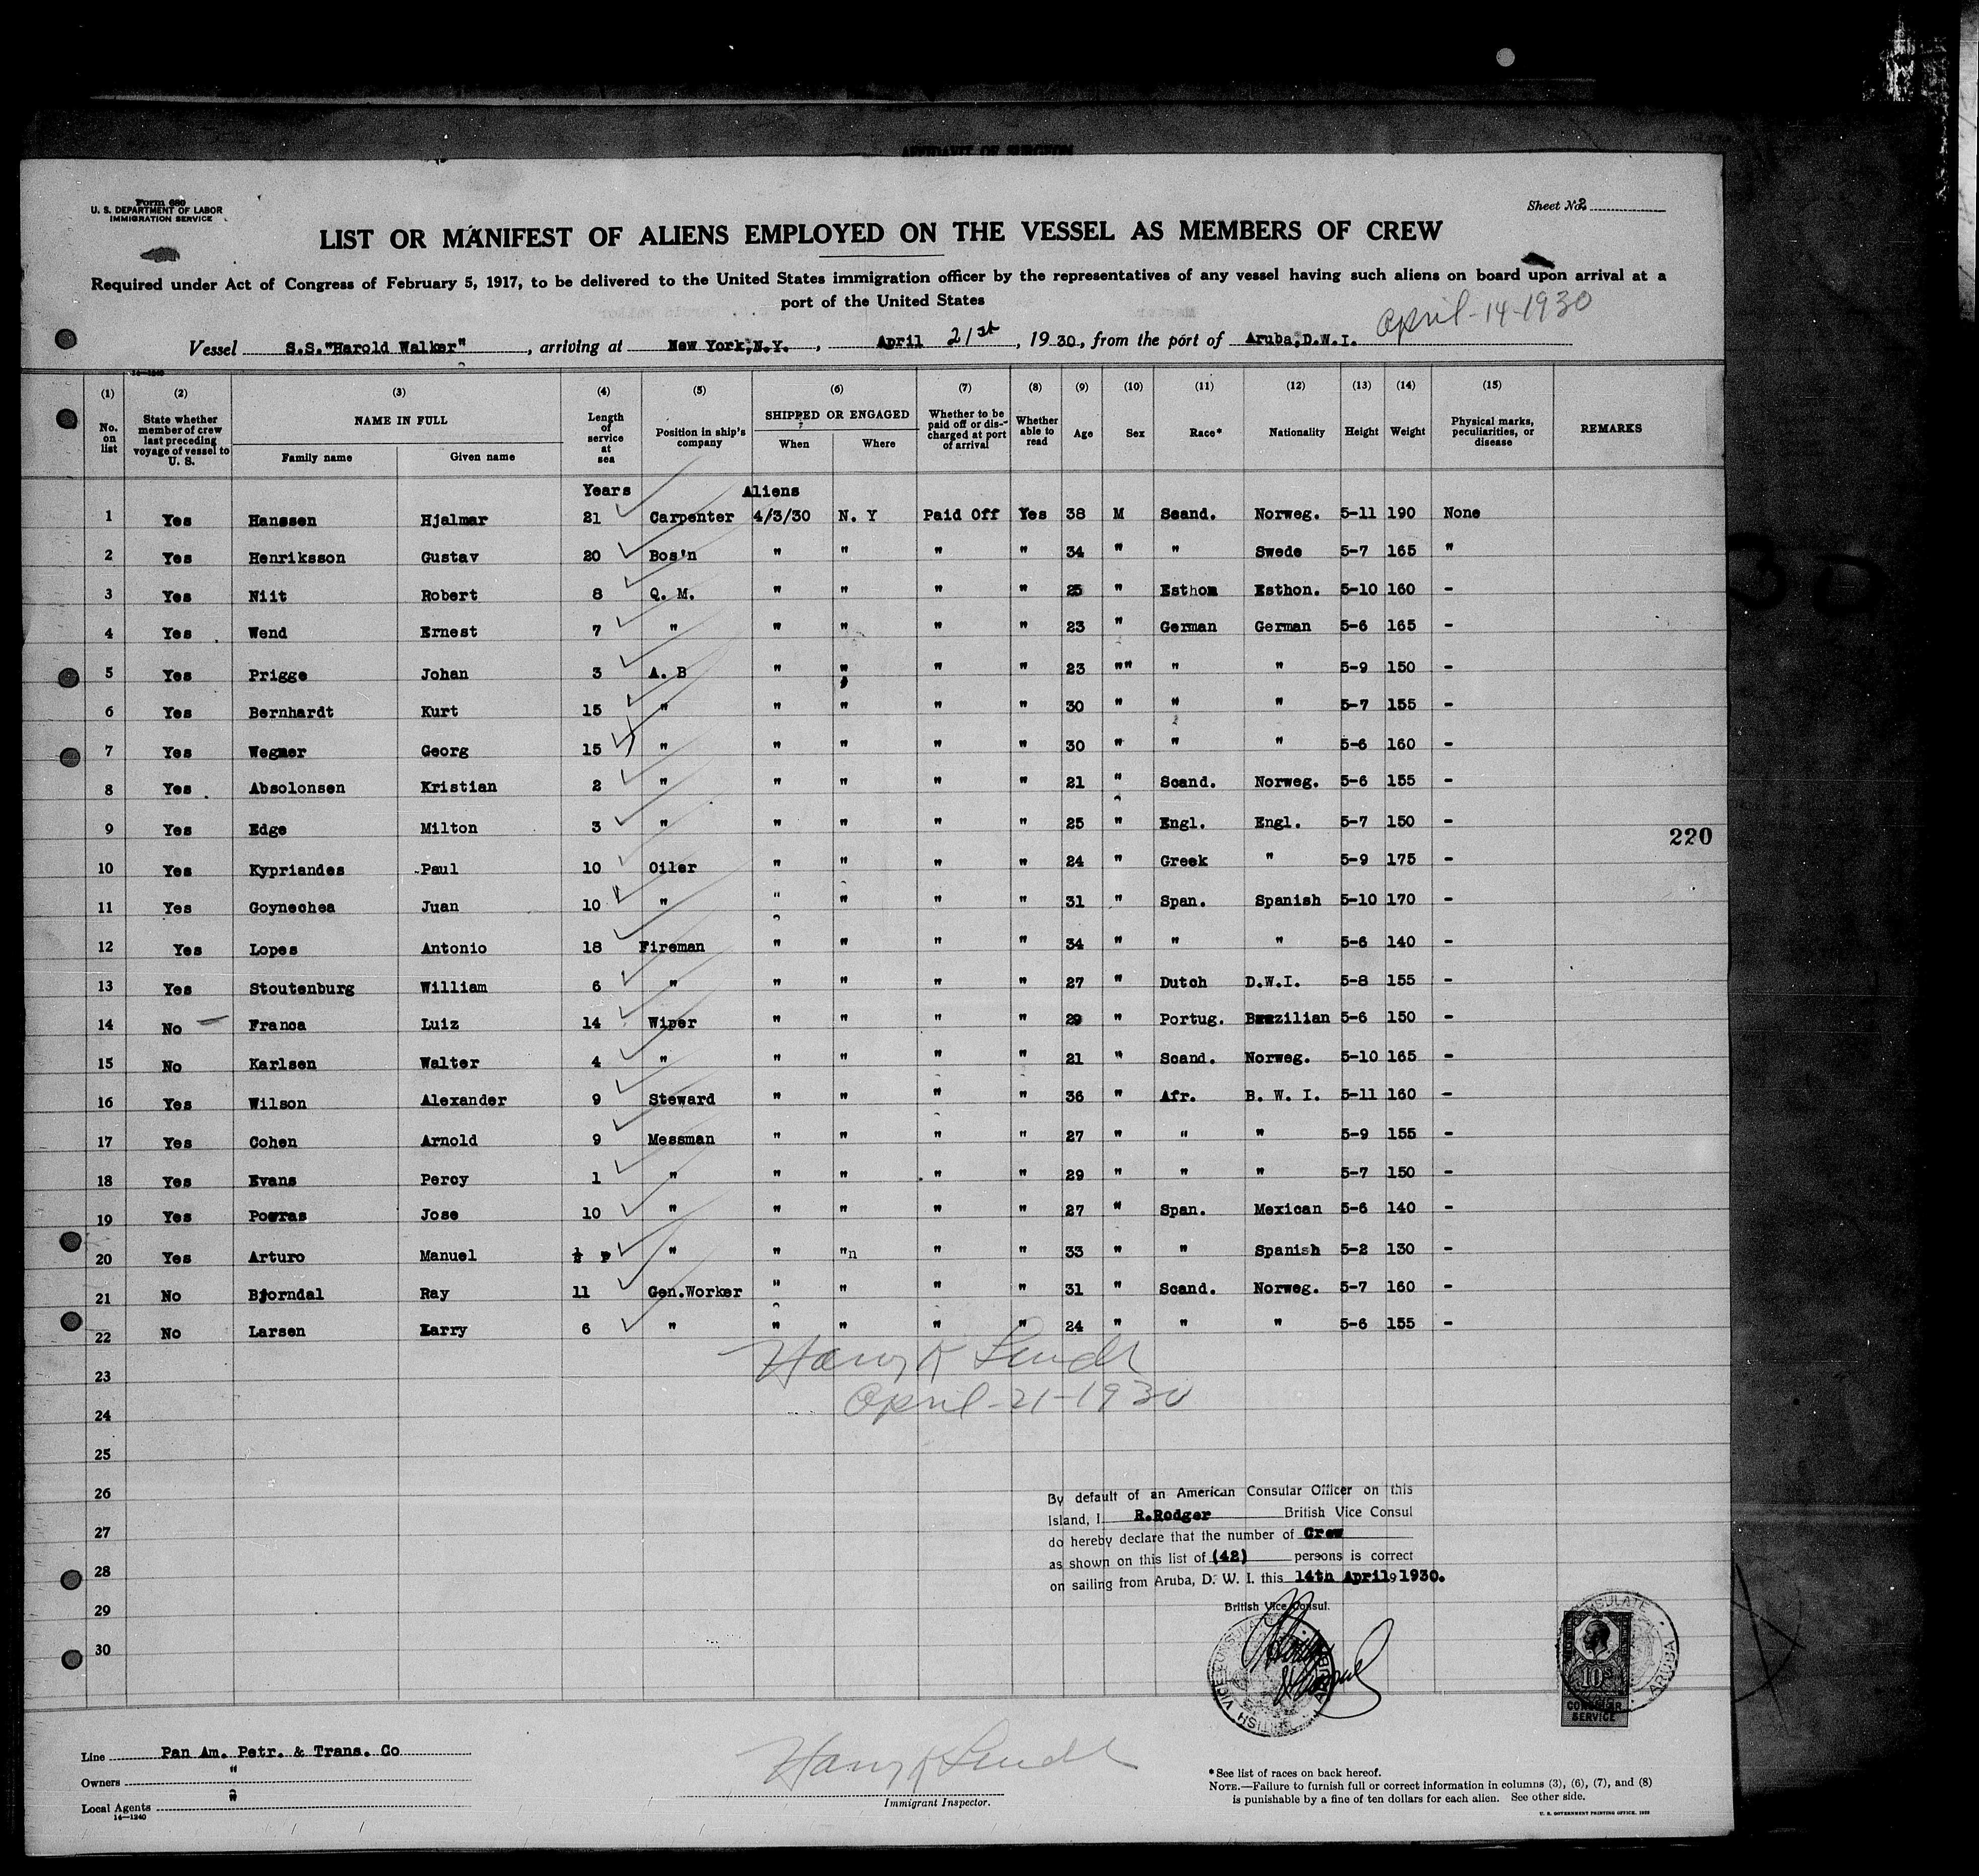 AFFIDAVIT OF SURGEON
Form 680
U. S. DEPARTMENT OF LABOR
IMMIGRATION SERVICE
Sheet No. 2
LIST OR MANIFEST OF ALIENS EMPLOYED ON THE VESSEL AS MEMBERS OF CREW
Required under Act of Congress of February 5, 1917, to be delivered to the United States immigration officer by the representatives of any vessel having such aliens on board upon arrival at a
port of the United States
April-14-1930
Vessel S.S."Harold Walker", arriving at New York, N.Y., April 21st, 1930, from the port of Aruba, D.W.I.
14-1240
(1) (2) (3) (4) (5) (6) (7) (8) (9) (10) (11) (12) (13) (14) (15)
No. on list State whether member of crew last preceding voyage of vessel to U. S. NAME IN FULL Family name Given name Length of service at sea Position in ship's company SHIPPED OR ENGAGED When Where Whether to be paid off or discharged at port of arrival Whether able to read Age Sex Race* Nationality Height Weight Physical marks, peculiarities, or disease REMARKS
Years Aliens
1 Yes Hanssen Hjalmar 21 Carpenter 4/3/30 N. Y Paid Off Yes 38 M Scand. Norweg. 5-11 190 None
2 Yes Henriksson Gustav 20 Bos'n " " " " 34 " " Swede 5-7 165 "
3 Yes Niit Robert 8 Q. M. " " " " 25 " Esthon Esthon. 5-10 160 -
4 Yes Wend Ernest 7 " " " " " 23 " German German 5-6 165 -
5 Yes Prigge Johan 3 A. B " " " " 23 "" " " 5-9 150 -
6 Yes Bernhardt Kurt 15 " " " " " 30 " " " 5-7 155 -
7 Yes Wegner Georg 15 " " " " " 30 " " " 5-6 160 -
8 Yes Absolonsen Kristian 2 " " " " " 21 " Scand. Norweg. 5-6 155 -
9 Yes Edge Milton 3 " " " " " 25 " Engl. Engl. 5-7 150 -
10 Yes Kypriandes Paul 10 Oiler " " " " 24 " Greek " 5-9 175 -
220
11 Yes Goynechea Juan 10 " " " " " 31 " Span. Spanish 5-10 170 -
12 Yes Lopes Antonio 18 Fireman " " " " 34 " " " 5-6 140 -
13 Yes Stoutenburg William 6 " " " " " 27 " Dutch D.W.I. 5-8 155 -
14 No Franca Luiz 14 Wiper " " " " 29 " Portug. Brazilian 5-6 150 -
15 No Karlsen Walter 4 " " " " " 21 " Scand. Norweg. 5-10 165 -
16 Yes Wilson Alexander 9 Steward " " " " 36 " Afr. B. W. I. 5-11 160 -
17 Yes Cohen Arnold 9 Messman " " " " 27 " " " 5-9 155 -
18 Yes Evans Percy 1 " " " " " 29 " " " 5-7 150 -
19 Yes Porras Jose 10 " " " " " 27 " Span. Mexican 5-6 140 -
20 Yes Arturo Manuel ½ " " "n " " 33 " " Spanish 5-2 130 -
21 No Bjorndal Ray 11 Gen.Worker " " " " 31 " Scand. Norweg. 5-7 160 -
22 No Larsen Larry 6 " " " " " 24 " " " 5-6 155 -
23
24 April-21-1930
25
26
27
28
29
30
By default of an American Consular Officer on this
Island, I R.Rodger British Vice Consul
do hereby declare that the number of Crew
as shown on this list of (42) persons is correct
on sailing from Aruba, D. W. I. this 14th April, 1930.
British Vice Consul.
BRITISH VICE CONSULATE ARUBA
CONSULATE ARUBA
CONSULAR
SERVICE
Line Pan Am. Petr. & Trans. Co
Owners "
Local Agents "
14-1240
Immigrant Inspector.
*See list of races on back hereof.
NOTE.—Failure to furnish full or correct information in columns (3), (6), (7), and (8)
is punishable by a fine of ten dollars for each alien. See other side.